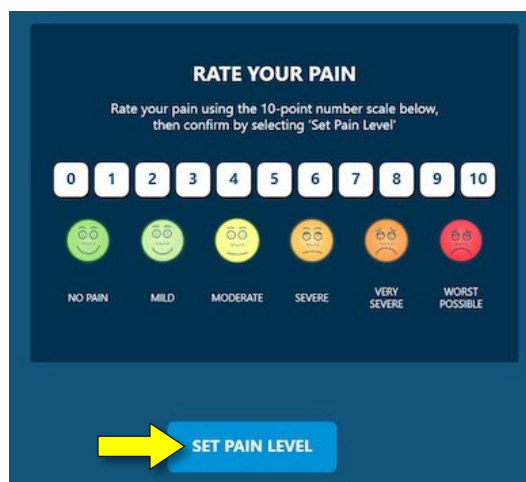 RATE YOUR PAIN
Rate your pain using the 10-point number scale below,
then confirm by selecting 'Set Pain Level'
0 1 2 3 4 5 6 7 8 9 10
NO PAIN MILD MODERATE SEVERE VERY SEVERE WORST POSSIBLE
SET PAIN LEVEL